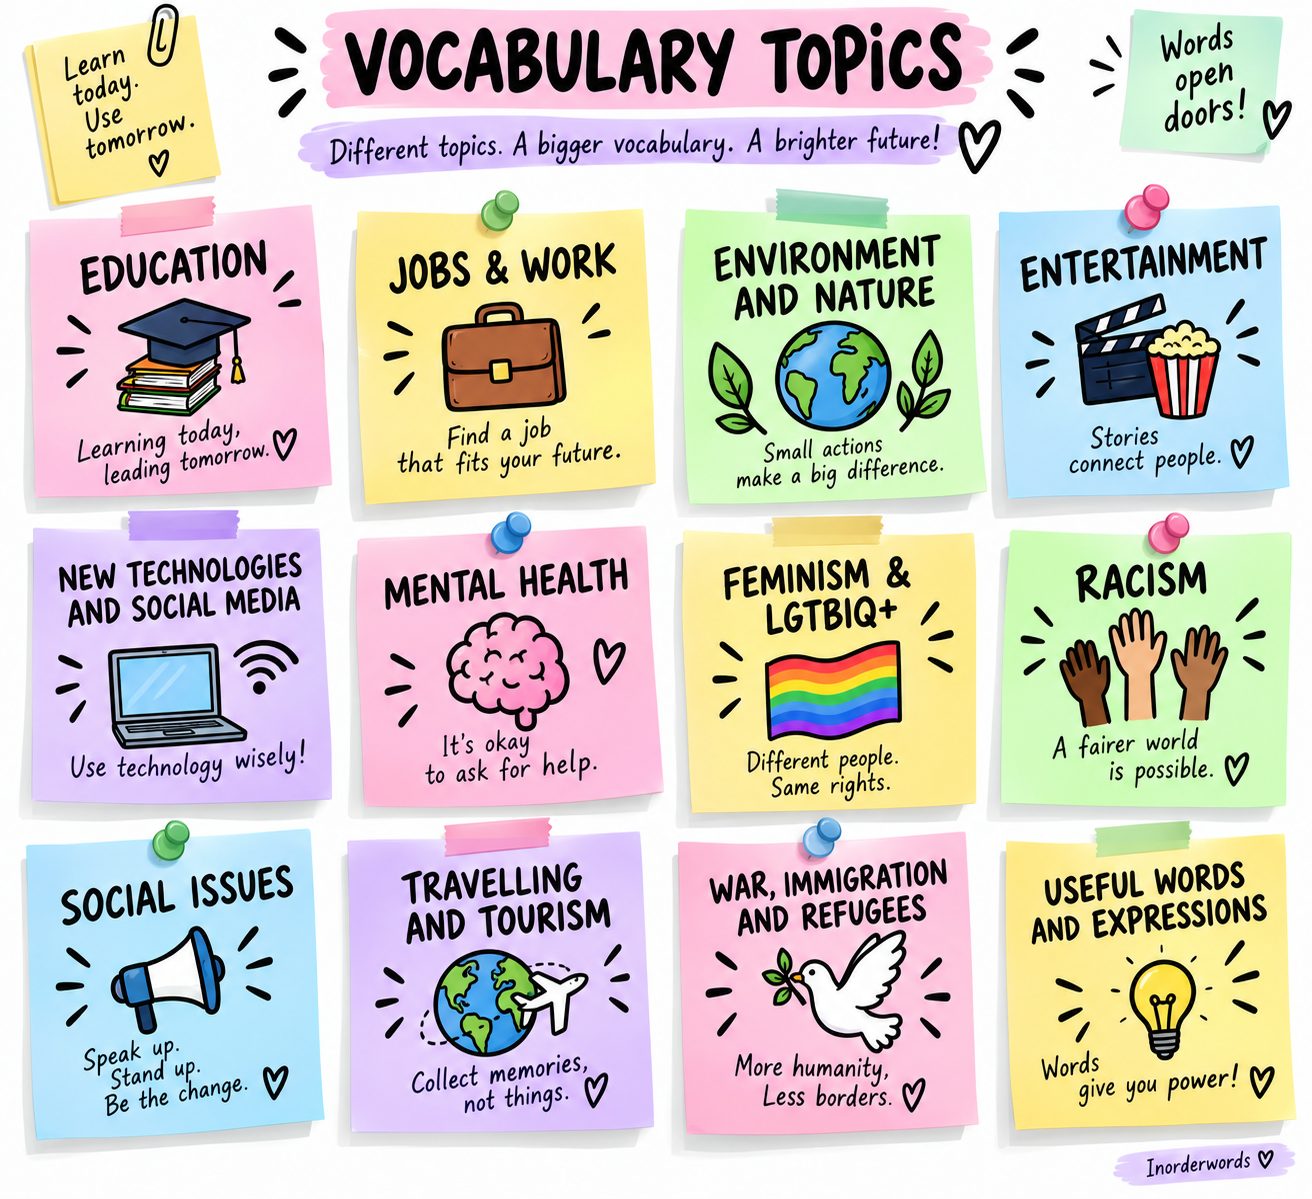 Learn
today.
Use
tomorrow.
VOCABULARY TOPiCS
Different topics. A bigger vocabulary. A brighter future!
Words
open
doors!
EDUCATION
Learning today,
leading tomorrow.
JOBS & WORK
Find a job
that fits your future.
ENVIRONMENT
AND NATURE
Small actions
make a big difference.
ENTERTAINMENT
Stories
connect people.
NEW TECHNOLOGIES
AND SOCIAL MEDIA
Use technology wisely!
MENTAL HEALTH
It's okay
to ask for help.
FEMINISM &
LGTBIQ+
Different people.
Same rights.
RACISM
A fairer world
is possible.
SOCIAL ISSUES
Speak up.
Stand up.
Be the change.
TRAVELLING
AND TOURISM
Collect memories,
not things.
WAR, IMMIGRATION
AND REFUGEES
More humanity,
Less borders.
USEFUL WORDS
AND EXPRESSIONS
Words
give you power!
Inorderwords